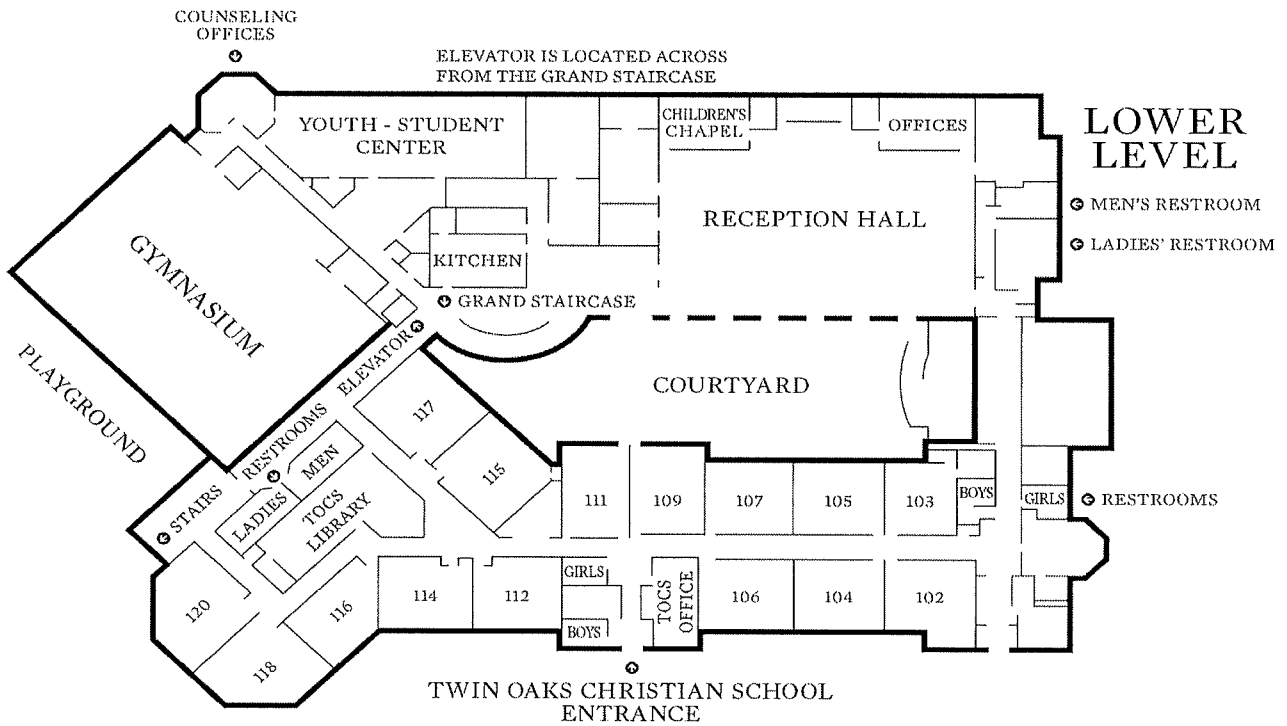 COUNSELING
OFFICES
ELEVATOR IS LOCATED ACROSS
FROM THE GRAND STAIRCASE
LOWER
LEVEL
YOUTH - STUDENT
CENTER
CHILDREN'S
CHAPEL
OFFICES
MEN'S RESTROOM
LADIES' RESTROOM
RECEPTION HALL
GYMNASIUM
KITCHEN
GRAND STAIRCASE
ELEVATOR
COURTYARD
PLAYGROUND
RESTROOMS
STAIRS
MEN
LADIES
TOCS
LIBRARY
117
115
111
109
107
105
103
BOYS
GIRLS
RESTROOMS
120
118
116
114
112
GIRLS
BOYS
TOCS
OFFICE
106
104
102
TWIN OAKS CHRISTIAN SCHOOL
ENTRANCE